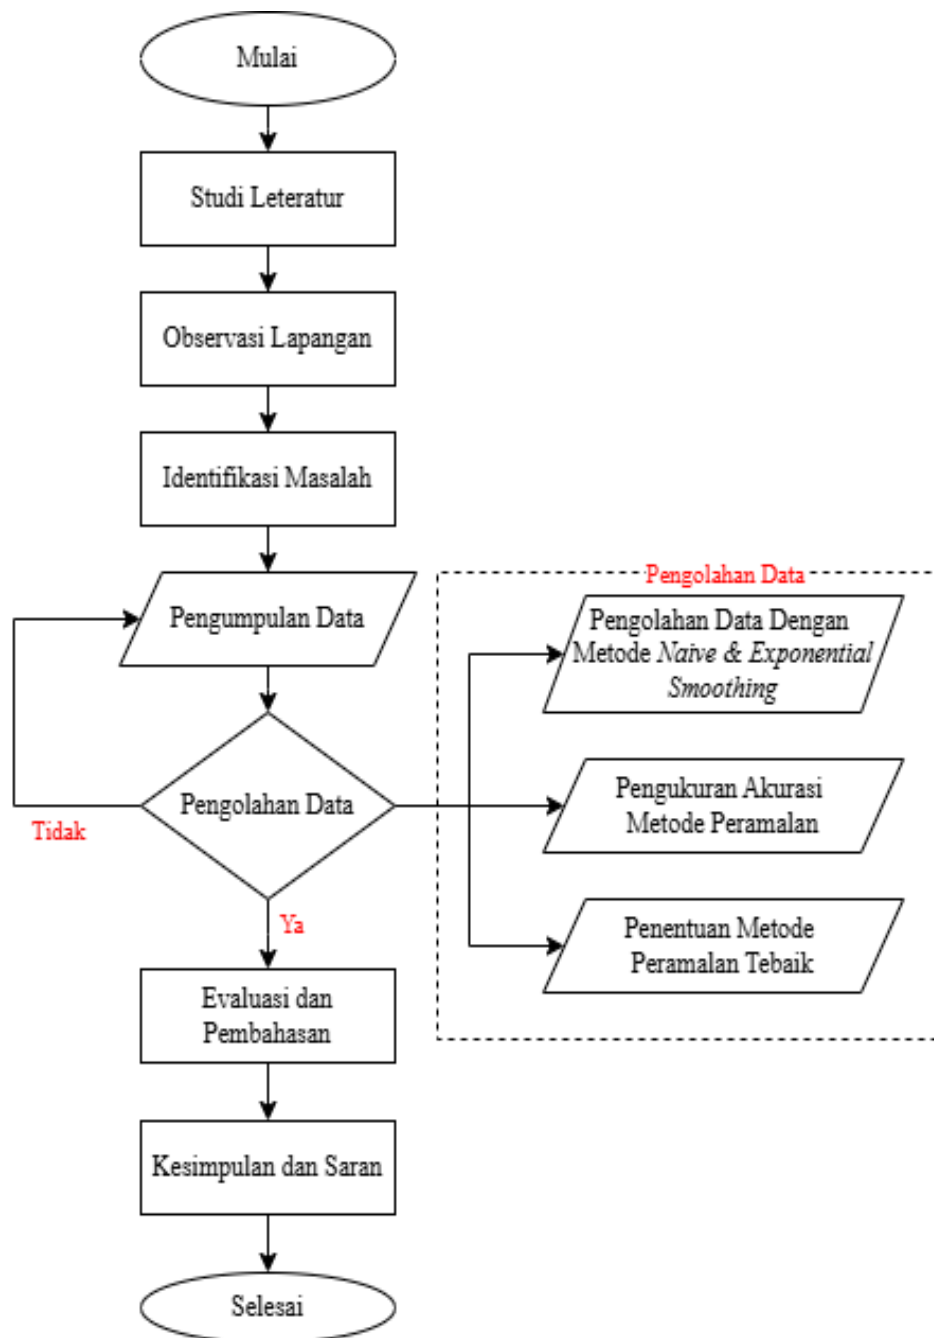 Mulai
Studi Leteratur
Observasi Lapangan
Identifikasi Masalah
Pengumpulan Data
Pengolahan Data
Tidak
Ya
Pengolahan Data
Pengolahan Data Dengan
Metode Naive & Exponential
Smoothing
Pengukuran Akurasi
Metode Peramalan
Penentuan Metode
Peramalan Tebaik
Evaluasi dan
Pembahasan
Kesimpulan dan Saran
Selesai